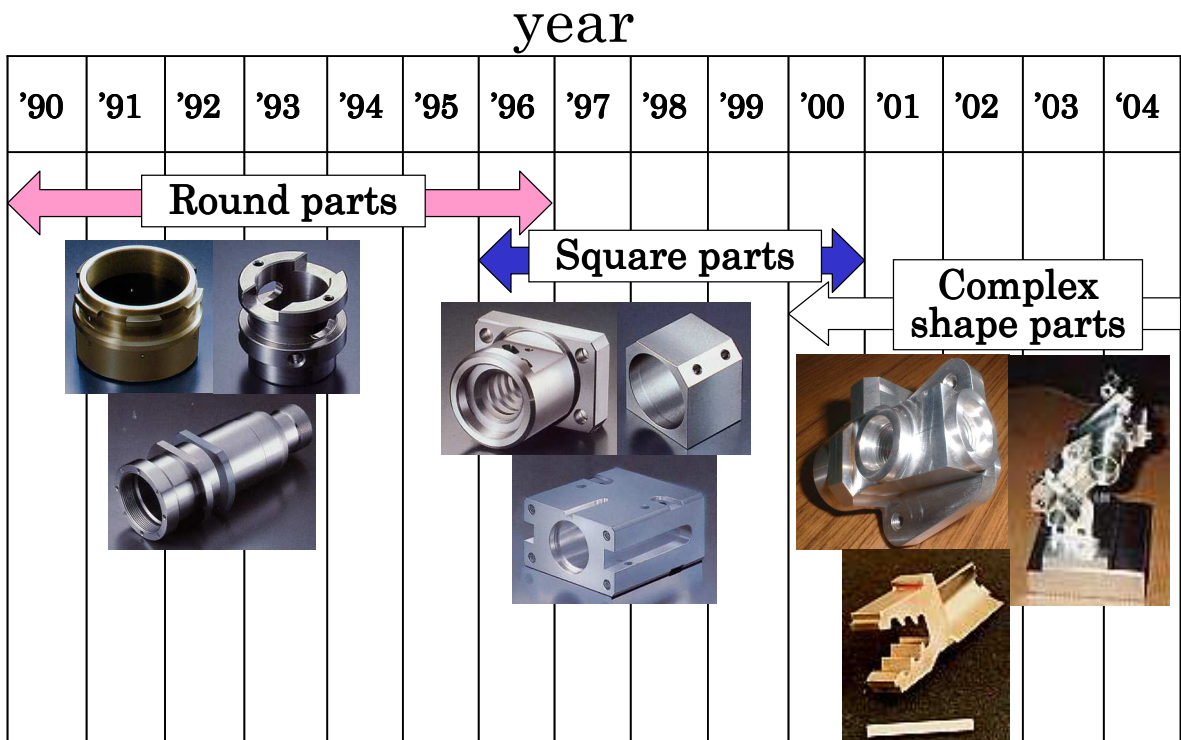 year
’90 ’91 ’92 ’93 ’94 ’95 ’96 ’97 ’98 ’99 ’00 ’01 ’02 ’03 ‘04
Round parts
Square parts
Complex
shape parts